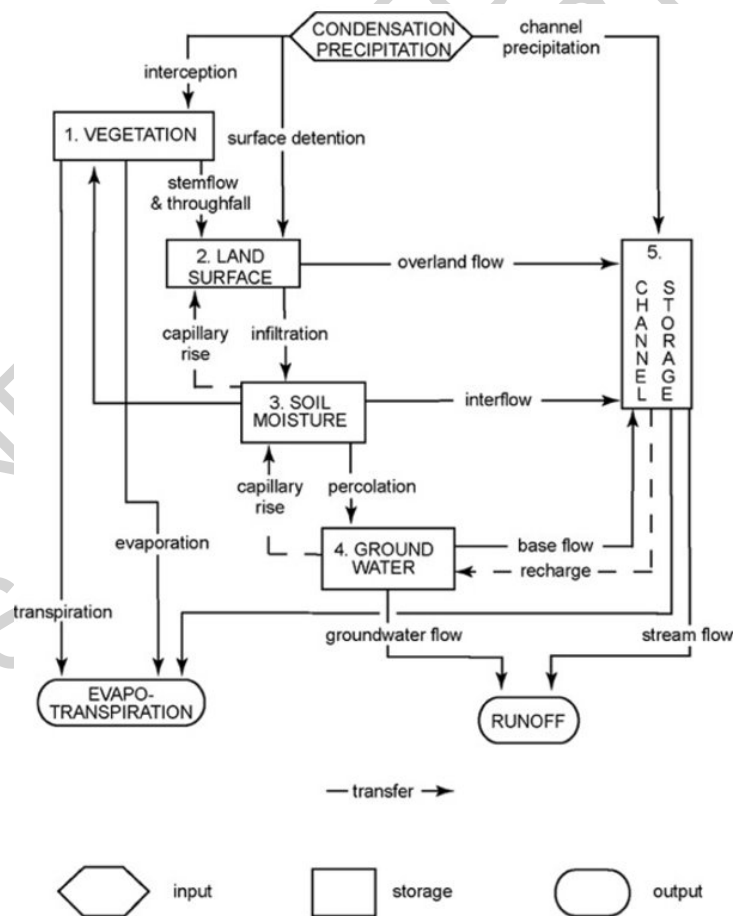 CONDENSATION
PRECIPITATION
channel
precipitation
interception
1. VEGETATION
surface detention
stemflow
& throughfall
2. LAND
SURFACE
overland flow
5.
CHANNEL
STORAGE
capillary
rise
infiltration
3. SOIL
MOISTURE
interflow
capillary
rise
percolation
evaporation
4. GROUND
WATER
base flow
recharge
transpiration
groundwater flow
stream flow
EVAPO-
TRANSPIRATION
RUNOFF
transfer
input
storage
output